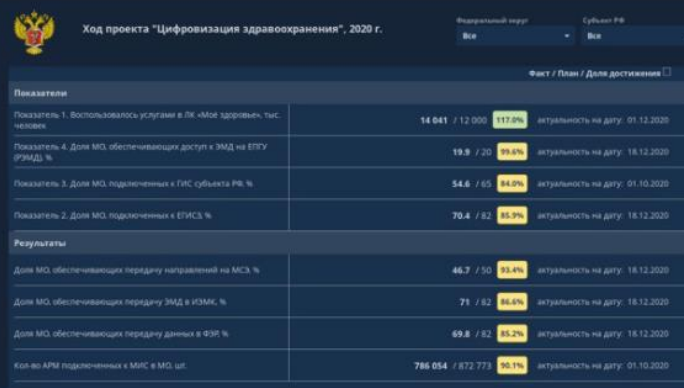 Ход проекта "Цифровизация здравоохранения", 2020 г.
Федеральный округ
Субъект РФ
Все
Все
Факт / План / Доля достижения
Показатели
Показатель 1. Воспользовалось услугами в ЛК «Моё здоровье», тыс.
человек
14 041 / 12 000 117.0% актуальность на дату: 01.12.2020
Показатель 4. Доля МО, обеспечивающих доступ к ЭМД на ЕПГУ
(РЭМД), %
19.9 / 20 99.6% актуальность на дату: 18.12.2020
Показатель 3. Доля МО, подключенных к ГИС субъекта РФ, %
54.6 / 65 84.0% актуальность на дату: 01.10.2020
Показатель 2. Доля МО, подключенных к ЕГИСЗ, %
70.4 / 82 85.9% актуальность на дату: 18.12.2020
Результаты
Доля МО, обеспечивающих передачу направлений на МСЭ, %
46.7 / 50 93.4% актуальность на дату: 18.12.2020
Доля МО, обеспечивающих передачу ЭМД в ИЭМК, %
71 / 82 86.6% актуальность на дату: 18.12.2020
Доля МО, обеспечивающих передачу данных в ФЭР, %
69.8 / 82 85.2% актуальность на дату: 18.12.2020
Кол-во АРМ подключенных к МИС в МО, шт.
786 054 / 872 773 90.1% актуальность на дату: 01.10.2020